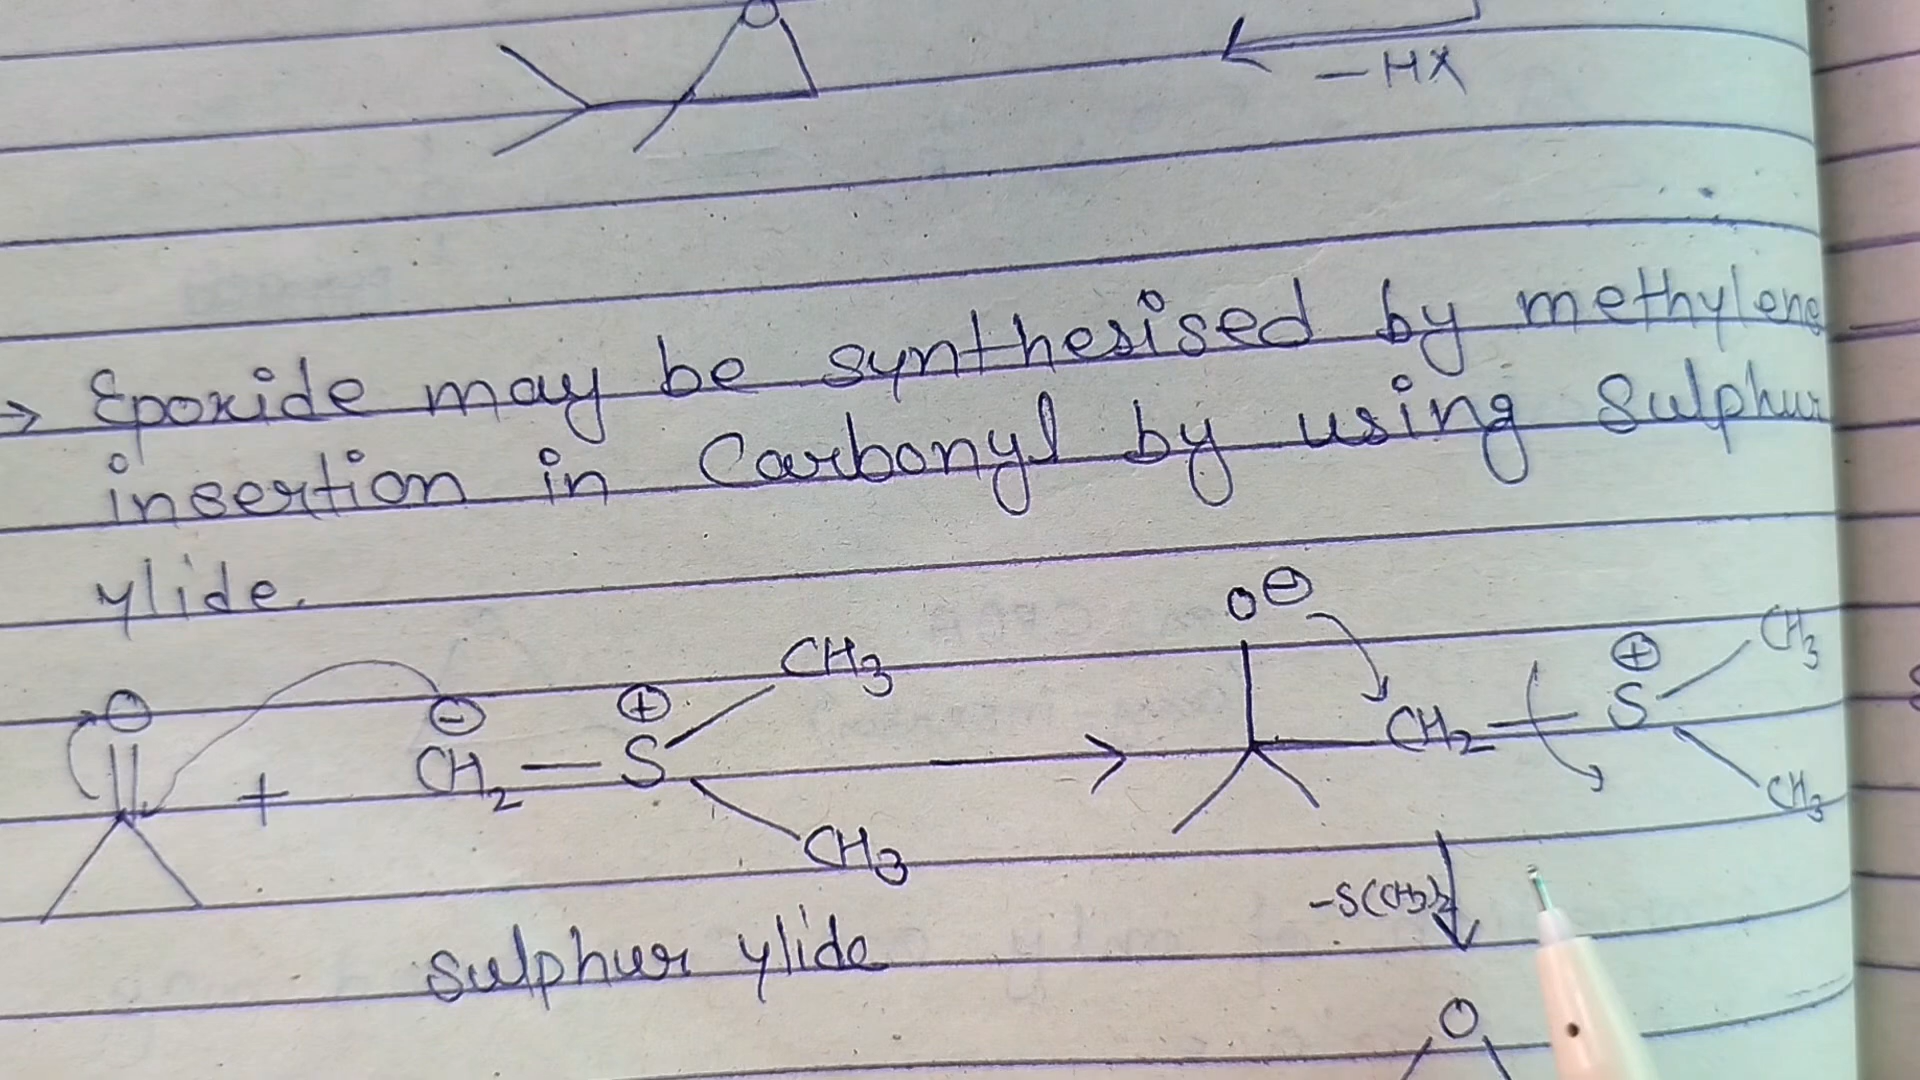 O
-HX
→ Epoxide may be synthesised by methylene
insertion in Carbonyl by using Sulphur
ylide.
O + ⊖ CH2 – S ⊕ CH3 CH3 → O⊖ CH2 – S ⊕ CH3 CH3
-S(CH3)2
sulphur ylide
O